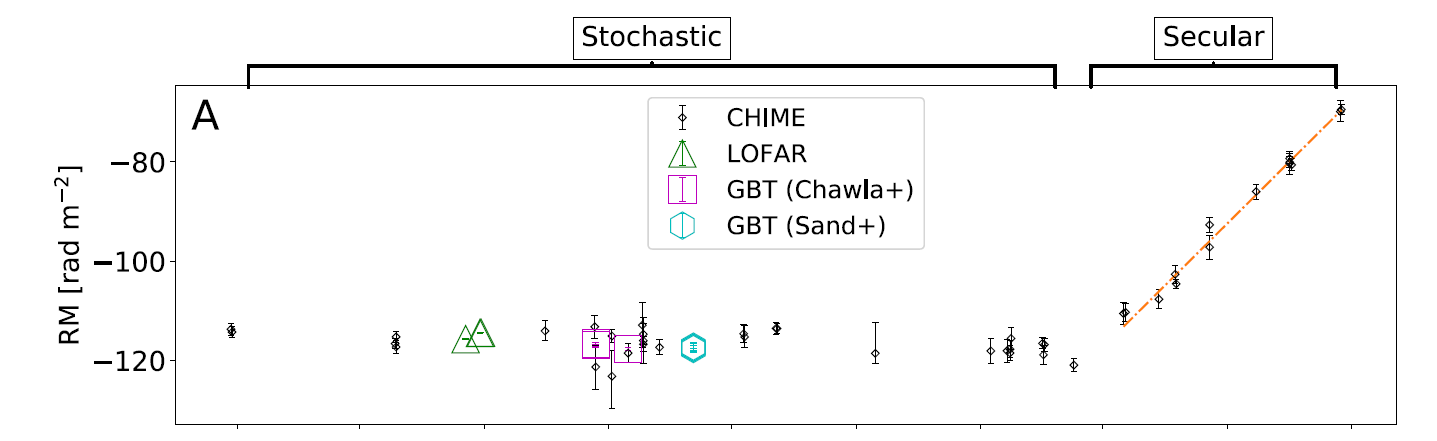 Stochastic
Secular
A
CHIME
LOFAR
GBT (Chawla+)
GBT (Sand+)
RM [rad m⁻²]
−80
−100
−120